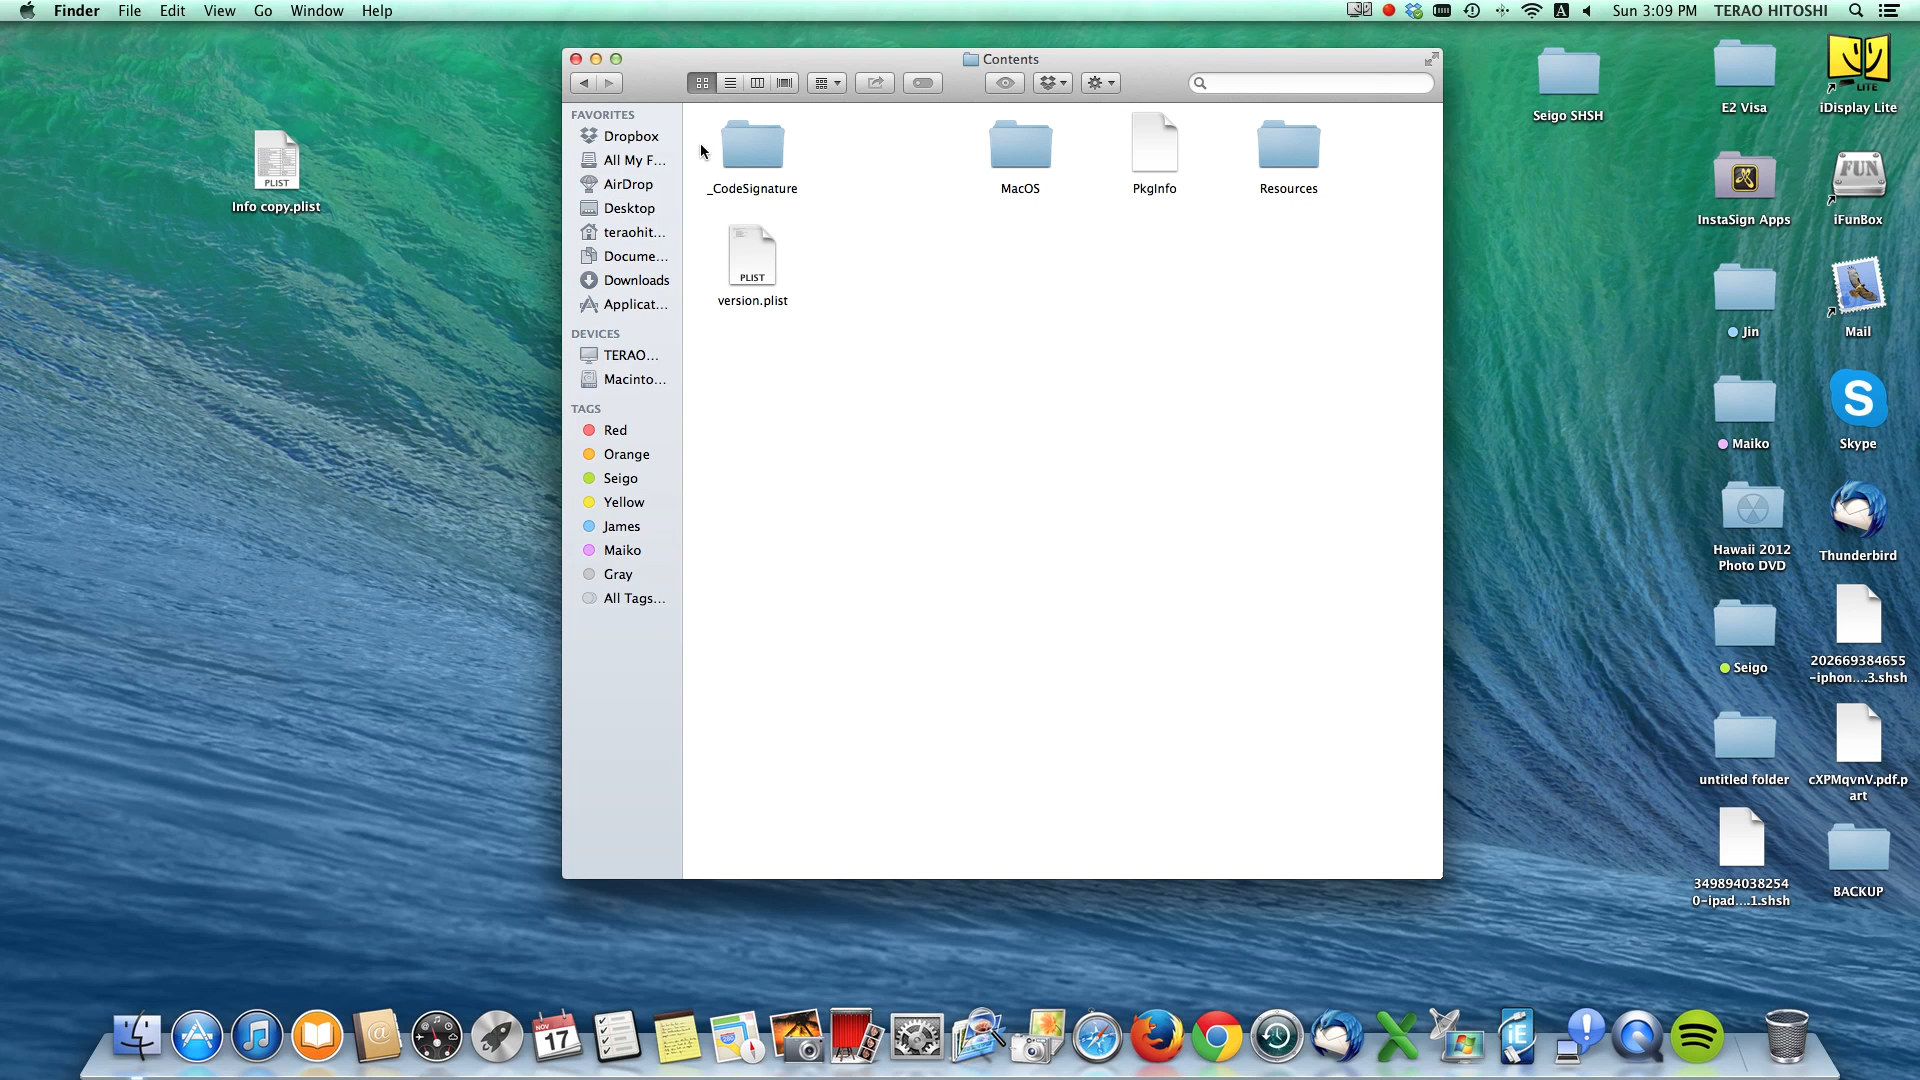 Finder File Edit View Go Window Help
Sun 3:09 PM TERAO HITOSHI
Contents
FAVORITES
Dropbox
All My F...
AirDrop
Desktop
teraohit...
Docume...
Downloads
Applicat...
DEVICES
TERAO...
Macinto...
TAGS
Red
Orange
Seigo
Yellow
James
Maiko
Gray
All Tags...
_CodeSignature
MacOS
PkgInfo
Resources
PLIST
version.plist
PLIST
Info copy.plist
Seigo SHSH
E2 Visa
LITE
iDisplay Lite
InstaSign Apps
FUN
iFunBox
Jin
Mail
Maiko
Skype
Hawaii 2012
Photo DVD
Thunderbird
Seigo
202669384655
-iphon....3.shsh
untitled folder
cXPMqvnV.pdf.p
art
349894038254
0-ipad....1.shsh
BACKUP
NOV
17
iE